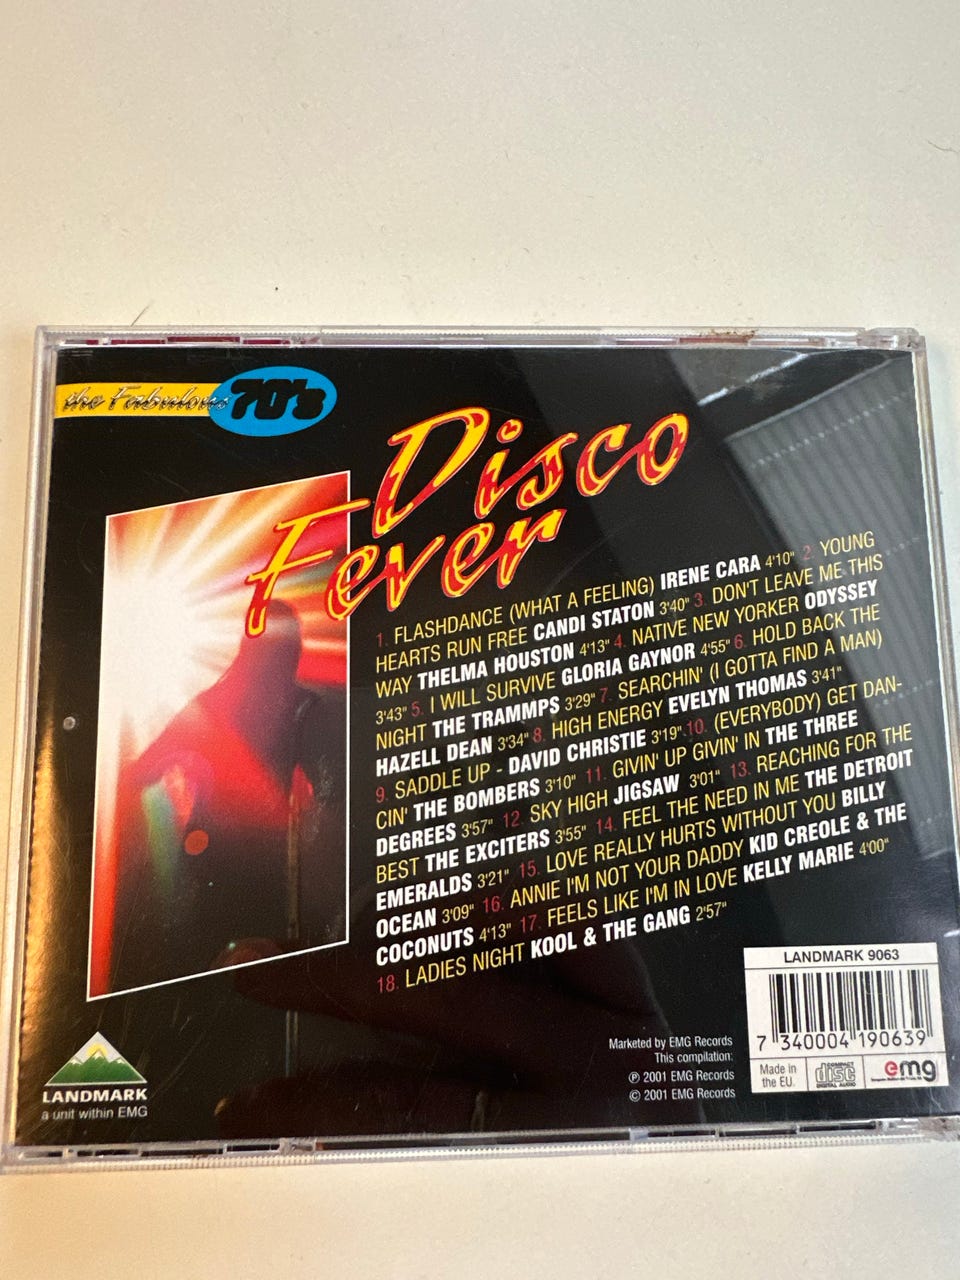 the Fabulous 70's
Disco
Fever
1. FLASHDANCE (WHAT A FEELING) IRENE CARA 4'10" 2. YOUNG
HEARTS RUN FREE CANDI STATON 3'40" 3. DON'T LEAVE ME THIS
WAY THELMA HOUSTON 4'13" 4. NATIVE NEW YORKER ODYSSEY
3'43" 5. I WILL SURVIVE GLORIA GAYNOR 4'55" 6. HOLD BACK THE
NIGHT THE TRAMMPS 3'29" 7. SEARCHIN' (I GOTTA FIND A MAN)
HAZELL DEAN 3'34" 8. HIGH ENERGY EVELYN THOMAS 3'41"
9. SADDLE UP - DAVID CHRISTIE 3'19" 10. (EVERYBODY) GET DAN-
CIN' THE BOMBERS 3'10" 11. GIVIN' UP GIVIN' IN THE THREE
DEGREES 3'57" 12. SKY HIGH JIGSAW 3'01" 13. REACHING FOR THE
BEST THE EXCITERS 3'55" 14. FEEL THE NEED IN ME THE DETROIT
EMERALDS 3'21" 15. LOVE REALLY HURTS WITHOUT YOU BILLY
OCEAN 3'09" 16. ANNIE I'M NOT YOUR DADDY KID CREOLE & THE
COCONUTS 4'13" 17. FEELS LIKE I'M IN LOVE KELLY MARIE 4'00"
18. LADIES NIGHT KOOL & THE GANG 2'57"
LANDMARK 9063
7 340004 190639
Made in
the EU.
COMPACT
disc
DIGITAL AUDIO
emg
Marketed by EMG Records
This compilation:
℗ 2001 EMG Records
© 2001 EMG Records
LANDMARK
a unit within EMG